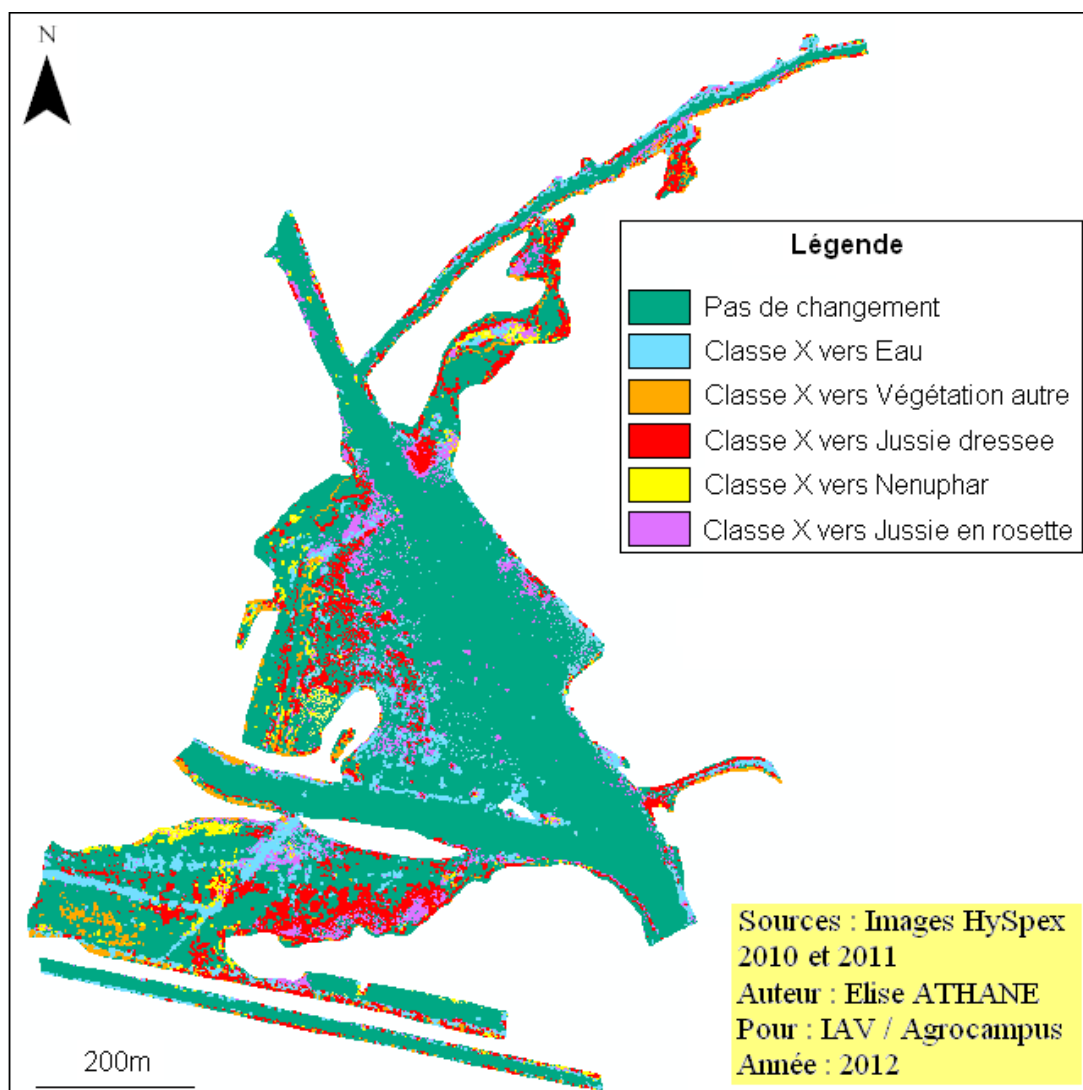 N
Légende
Pas de changement
Classe X vers Eau
Classe X vers Végétation autre
Classe X vers Jussie dressee
Classe X vers Nenuphar
Classe X vers Jussie en rosette
Sources : Images HySpex
2010 et 2011
Auteur : Elise ATHANE
Pour : IAV / Agrocampus
Année : 2012
200m